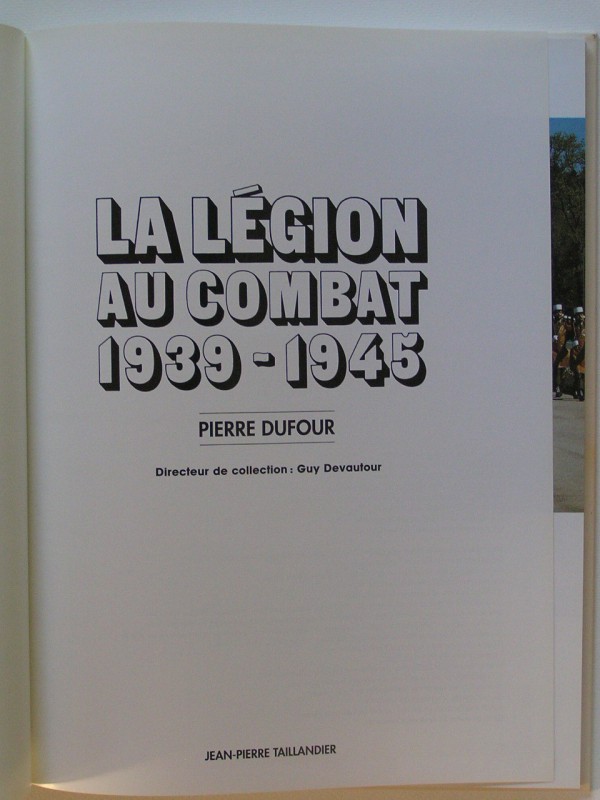 LA LÉGION
AU COMBAT
1939-1945
PIERRE DUFOUR
Directeur de collection : Guy Devautour
JEAN-PIERRE TAILLANDIER